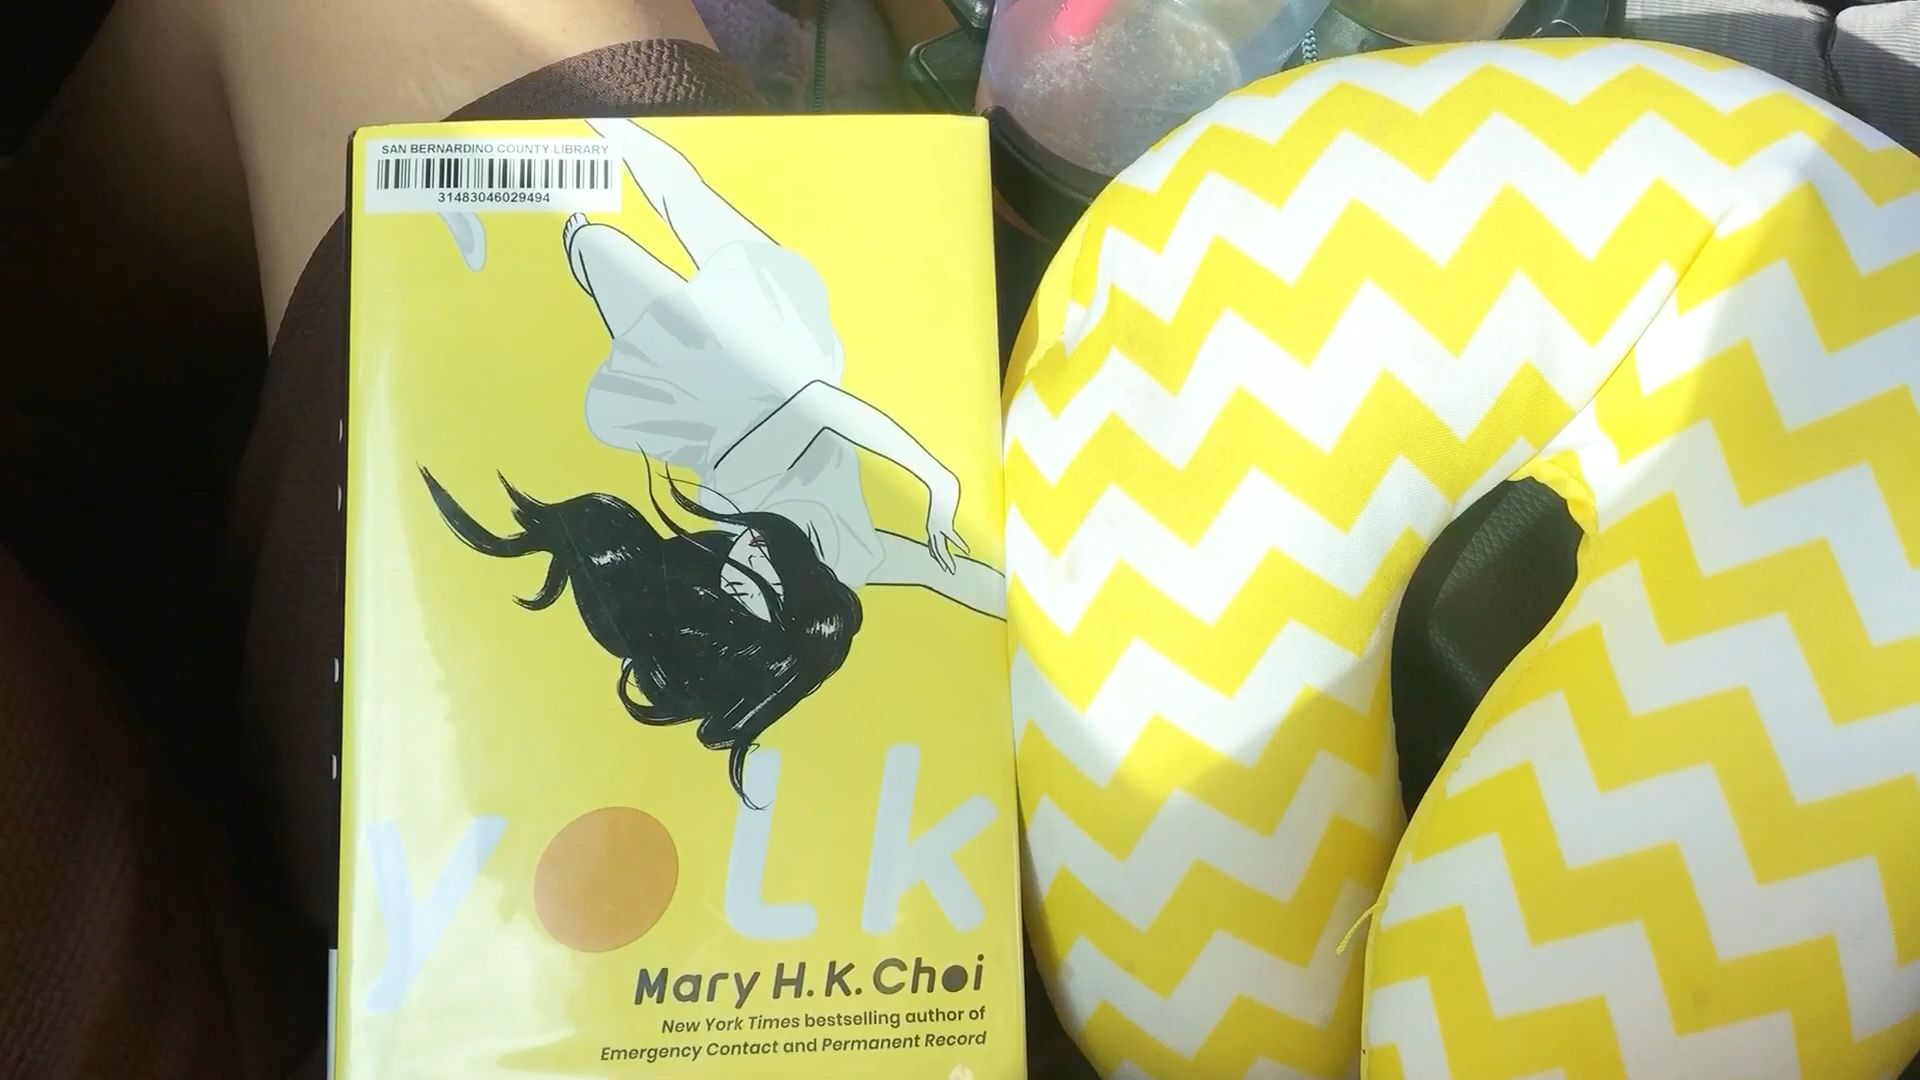 SAN BERNARDINO COUNTY LIBRARY
31483046029494
yolk
Mary H.K. Choi
New York Times bestselling author of
Emergency Contact and Permanent Record